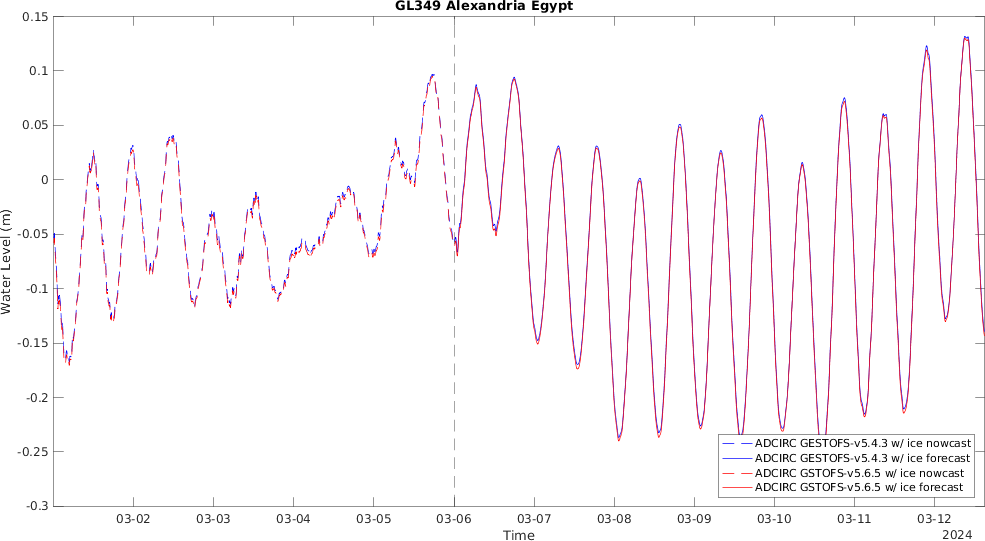 GL349 Alexandria Egypt
0.15
0.1
0.05
0
-0.05
-0.1
-0.15
-0.2
-0.25
-0.3
Water Level (m)
ADCIRC GESTOFS-v5.4.3 w/ ice nowcast
ADCIRC GESTOFS-v5.4.3 w/ ice forecast
ADCIRC GSTOFS-v5.6.5 w/ ice nowcast
ADCIRC GSTOFS-v5.6.5 w/ ice forecast
03-02 03-03 03-04 03-05 03-06 03-07 03-08 03-09 03-10 03-11 03-12
Time
2024